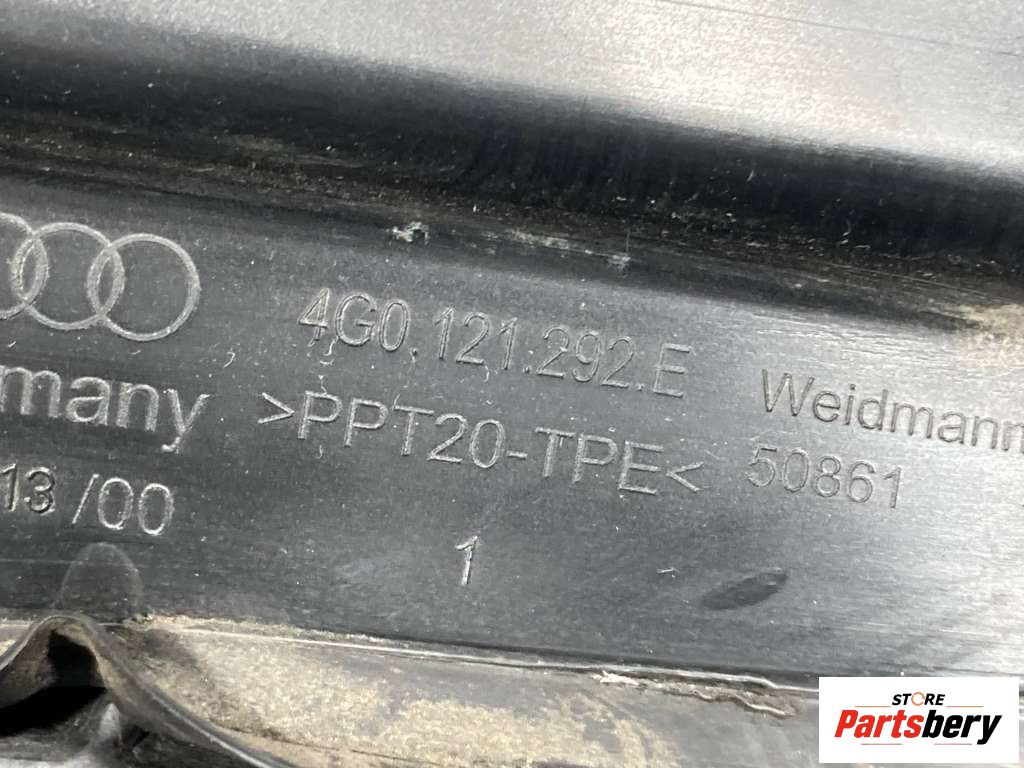 4G0.121.292.E
Weidmann
many >PPT20-TPE< 50861
13 /00
1
STORE
Partsbery